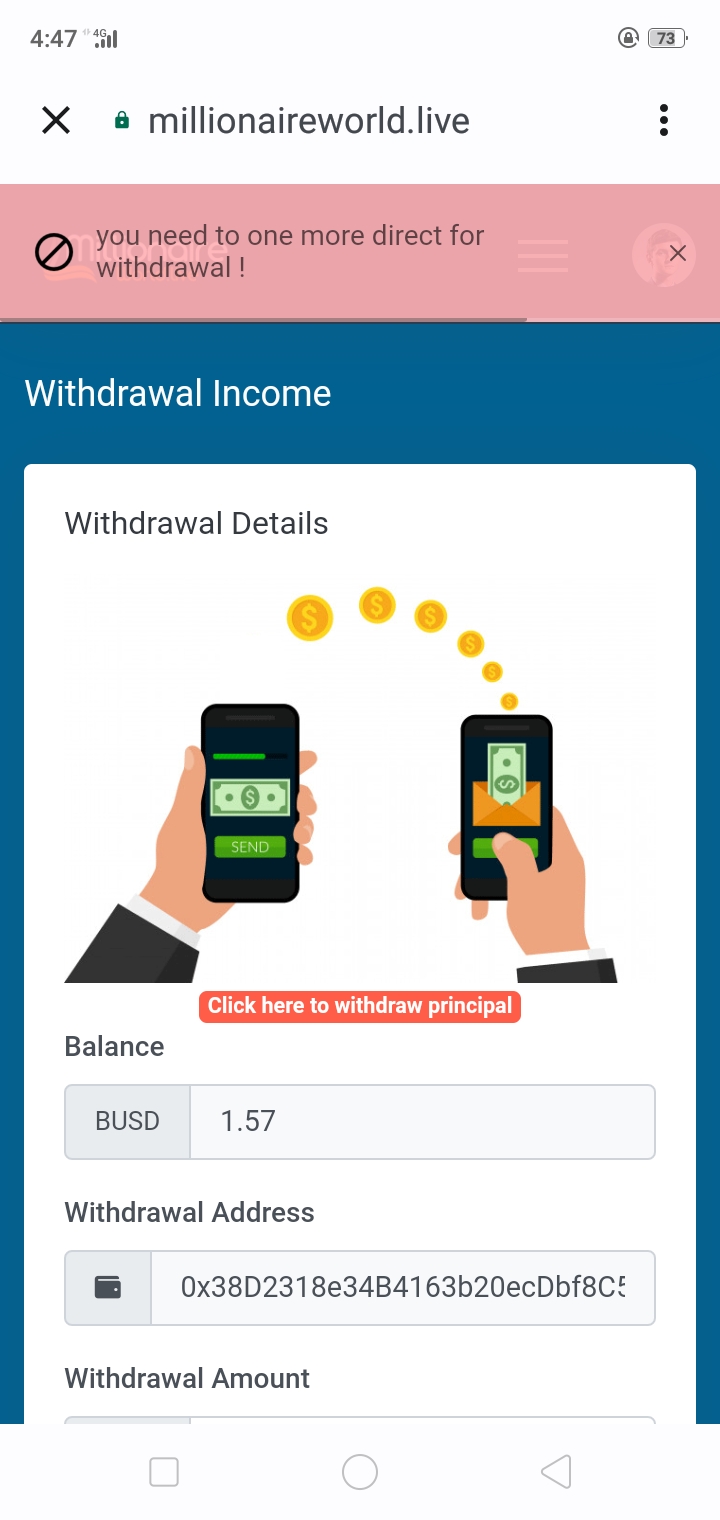 4:47 4G 73
millionaireworld.live
you need to one more direct for
withdrawal !
Withdrawal Income
Withdrawal Details
SEND
Click here to withdraw principal
Balance
BUSD 1.57
Withdrawal Address
0x38D2318e34B4163b20ecDbf8C5
Withdrawal Amount